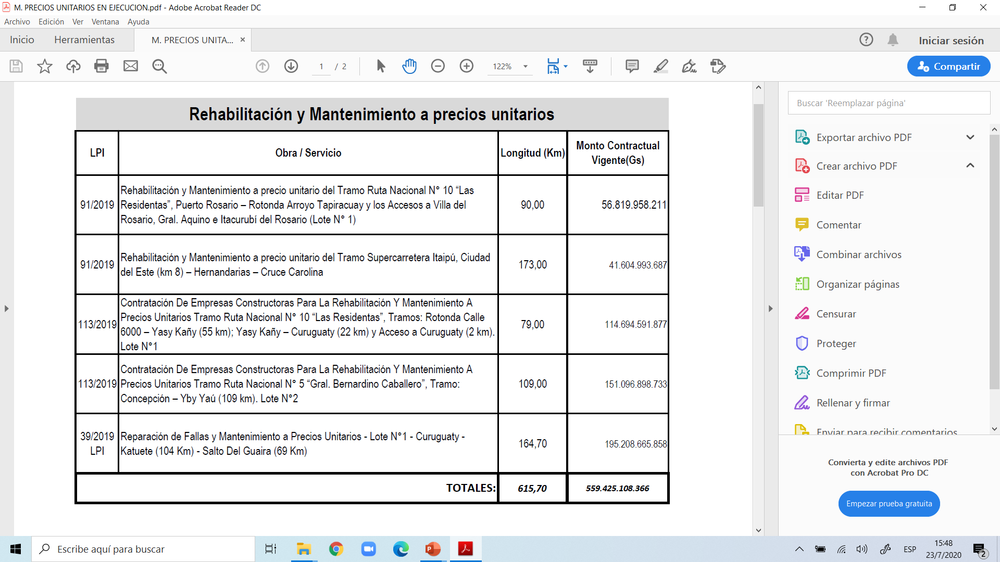 M. PRECIOS UNITARIOS EN EJECUCION.pdf - Adobe Acrobat Reader DC
Archivo Edición Ver Ventana Ayuda
Inicio Herramientas M. PRECIOS UNITA... × Iniciar sesión
1 / 2 122% Compartir
Rehabilitación y Mantenimiento a precios unitarios
LPI
Obra / Servicio
Longitud (Km)
Monto Contractual
Vigente(Gs)
91/2019
Rehabilitación y Mantenimiento a precio unitario del Tramo Ruta Nacional N° 10 “Las
Residentas”, Puerto Rosario – Rotonda Arroyo Tapiracuay y los Accesos a Villa del
Rosario, Gral. Aquino e Itacurubí del Rosario (Lote N° 1)
90,00
56.819.958.211
91/2019
Rehabilitación y Mantenimiento a precio unitario del Tramo Supercarretera Itaipú, Ciudad
del Este (km 8) – Hernandarias – Cruce Carolina
173,00
41.604.993.687
113/2019
Contratación De Empresas Constructoras Para La Rehabilitación Y Mantenimiento A
Precios Unitarios Tramo Ruta Nacional N° 10 “Las Residentas”, Tramos: Rotonda Calle
6000 – Yasy Kañy (55 km); Yasy Kañy – Curuguaty (22 km) y Acceso a Curuguaty (2 km).
Lote N°1
79,00
114.694.591.877
113/2019
Contratación De Empresas Constructoras Para La Rehabilitación Y Mantenimiento A
Precios Unitarios Tramo Ruta Nacional N° 5 “Gral. Bernardino Caballero”, Tramo:
Concepción – Yby Yaú (109 km). Lote N°2
109,00
151.096.898.733
39/2019
LPI
Reparación de Fallas y Mantenimiento a Precios Unitarios - Lote N°1 - Curuguaty -
Katuete (104 Km) - Salto Del Guaira (69 Km)
164,70
195.208.665.858
TOTALES:
615,70
559.425.108.366
Buscar 'Reemplazar página'
Exportar archivo PDF
Crear archivo PDF
Editar PDF
Comentar
Combinar archivos
Organizar páginas
Censurar
Proteger
Comprimir PDF
Rellenar y firmar
Enviar para recibir comentarios
Convierta y edite archivos PDF
con Acrobat Pro DC
Empezar prueba gratuita
Escribe aquí para buscar
ESP
15:48
23/7/2020
2